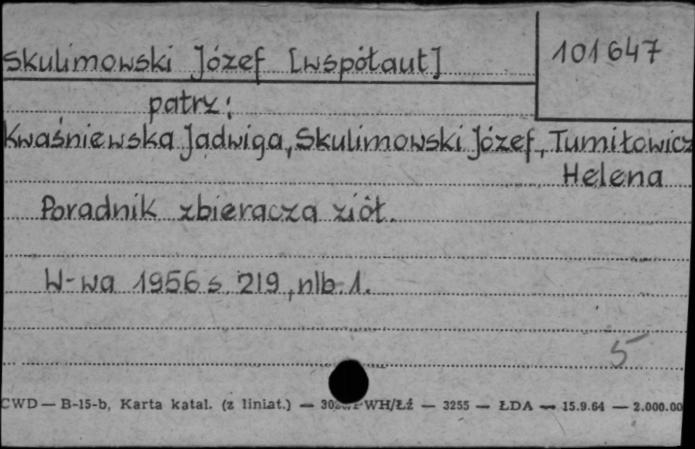 Skulimowski Józef [współaut]
101647
patrz:
Kwaśniewska Jadwiga, Skulimowski Józef, Tumiłowicz
Helena
Poradnik zbieracza ziół.
W-wa 1956 s 219, nlb. 1.
5
CWD — B-15-b, Karta katal. (z liniat.) — WH/Łź — 3255 — ŁDA — 15.9.64 — 2.000.00